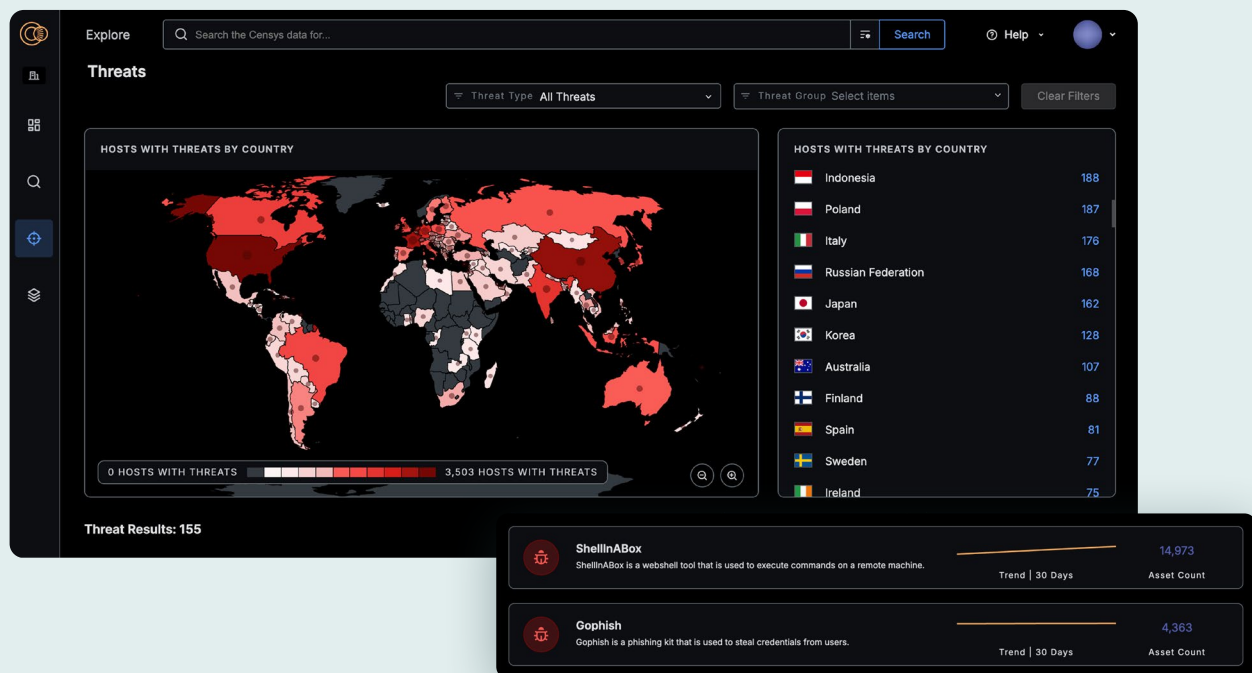 Explore
Search the Censys data for...
Search
Help
Threats
Threat Type All Threats
Threat Group Select items
Clear Filters
HOSTS WITH THREATS BY COUNTRY
0 HOSTS WITH THREATS
3,503 HOSTS WITH THREATS
HOSTS WITH THREATS BY COUNTRY
Indonesia 188
Poland 187
Italy 176
Russian Federation 168
Japan 162
Korea 128
Australia 107
Finland 88
Spain 81
Sweden 77
Ireland 75
Threat Results: 155
ShellInABox
ShellInABox is a webshell tool that is used to execute commands on a remote machine.
Trend | 30 Days
14,973
Asset Count
Gophish
Gophish is a phishing kit that is used to steal credentials from users.
Trend | 30 Days
4,363
Asset Count